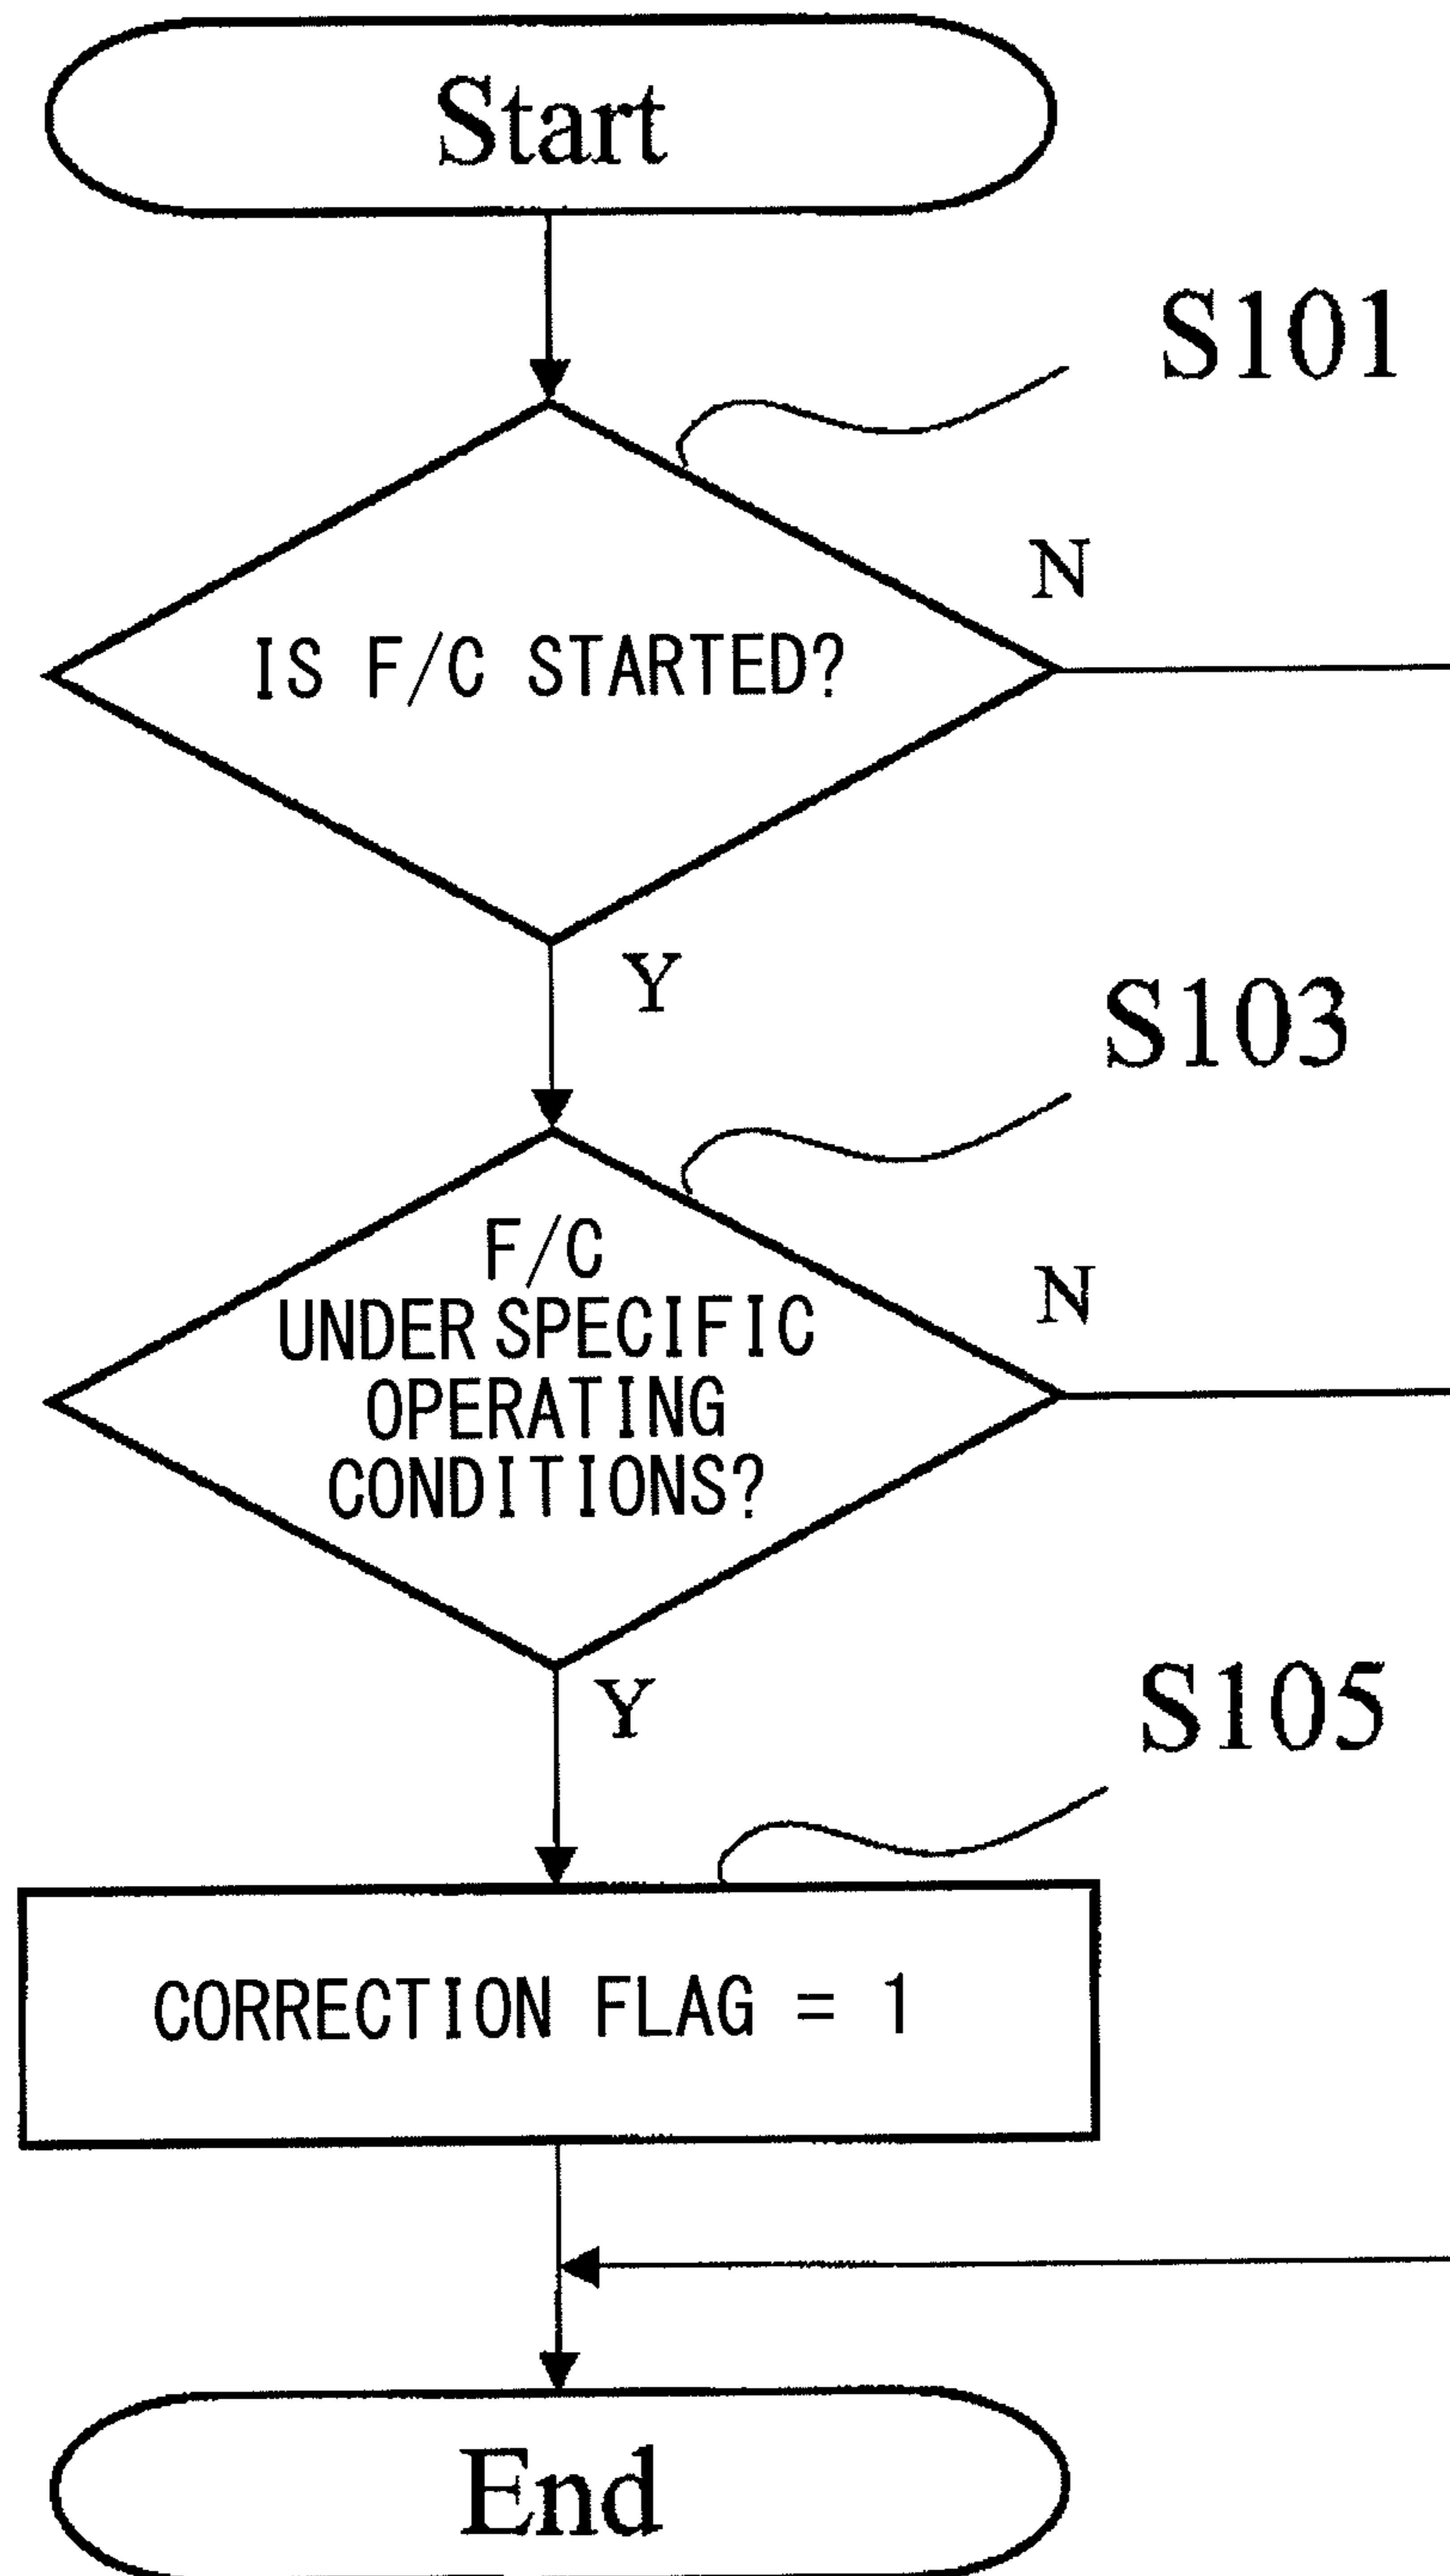 Start
S101
N
IS F/C STARTED?
Y
S103
F/C
N
UNDER SPECIFIC
OPERATING
CONDITIONS?
Y
S105
CORRECTION FLAG = 1
End